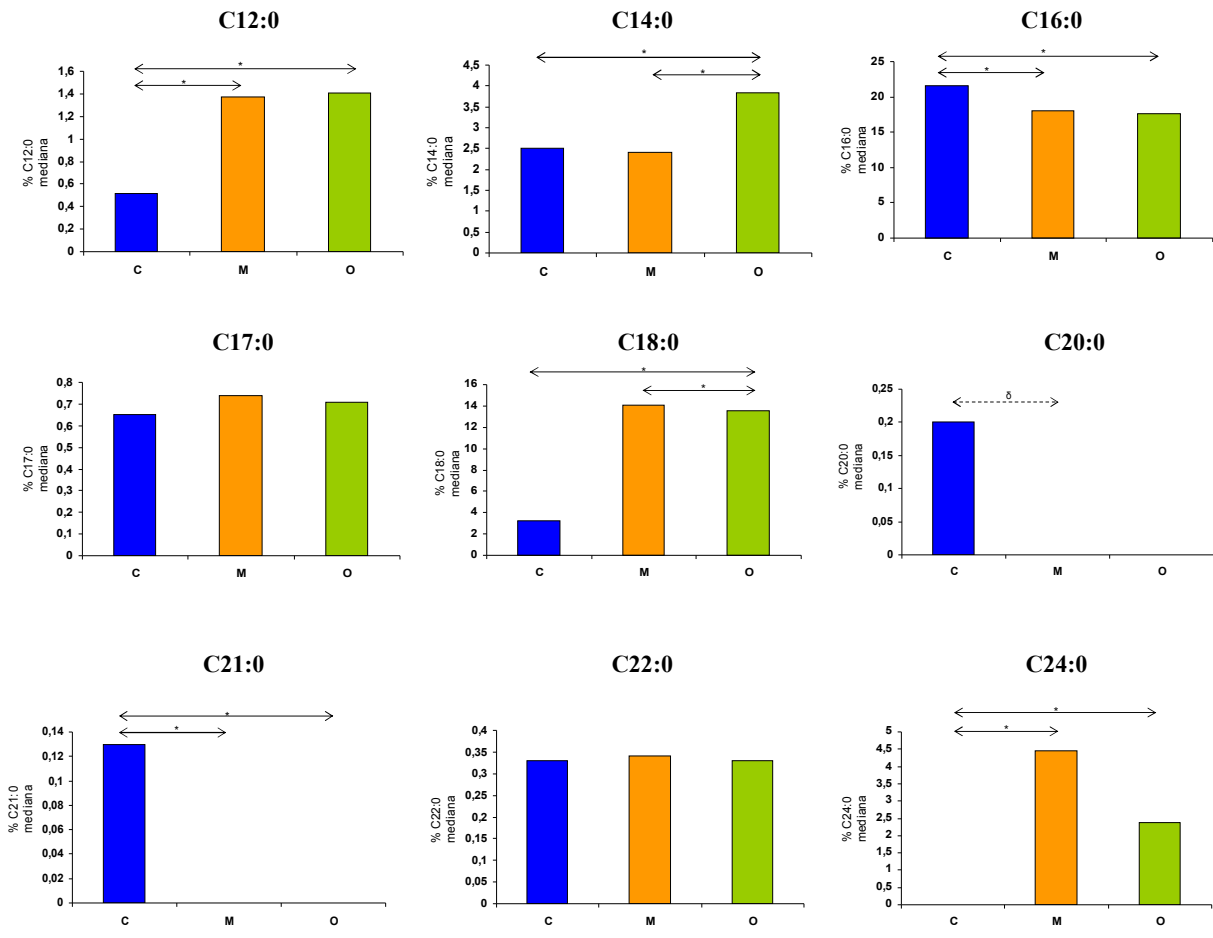 C12:0
*
*
1,6
1,4
1,2
1
0,8
0,6
0,4
0,2
0
% C12:0
mediana
C M O
C14:0
*
*
4,5
4
3,5
3
2,5
2
1,5
1
0,5
0
% C14:0
mediana
C M O
C16:0
*
*
25
20
15
10
5
0
% C16:0
mediana
C M O
C17:0
0,8
0,7
0,6
0,5
0,4
0,3
0,2
0,1
0
% C17:0
mediana
C M O
C18:0
*
*
16
14
12
10
8
6
4
2
0
% C18:0
mediana
C M O
C20:0
δ
0,25
0,2
0,15
0,1
0,05
0
% C20:0
mediana
C M O
C21:0
*
*
0,14
0,12
0,1
0,08
0,06
0,04
0,02
0
% C21:0
mediana
C M O
C22:0
0,4
0,35
0,3
0,25
0,2
0,15
0,1
0,05
0
% C22:0
mediana
C M O
C24:0
*
*
5
4,5
4
3,5
3
2,5
2
1,5
1
0,5
0
% C24:0
mediana
C M O